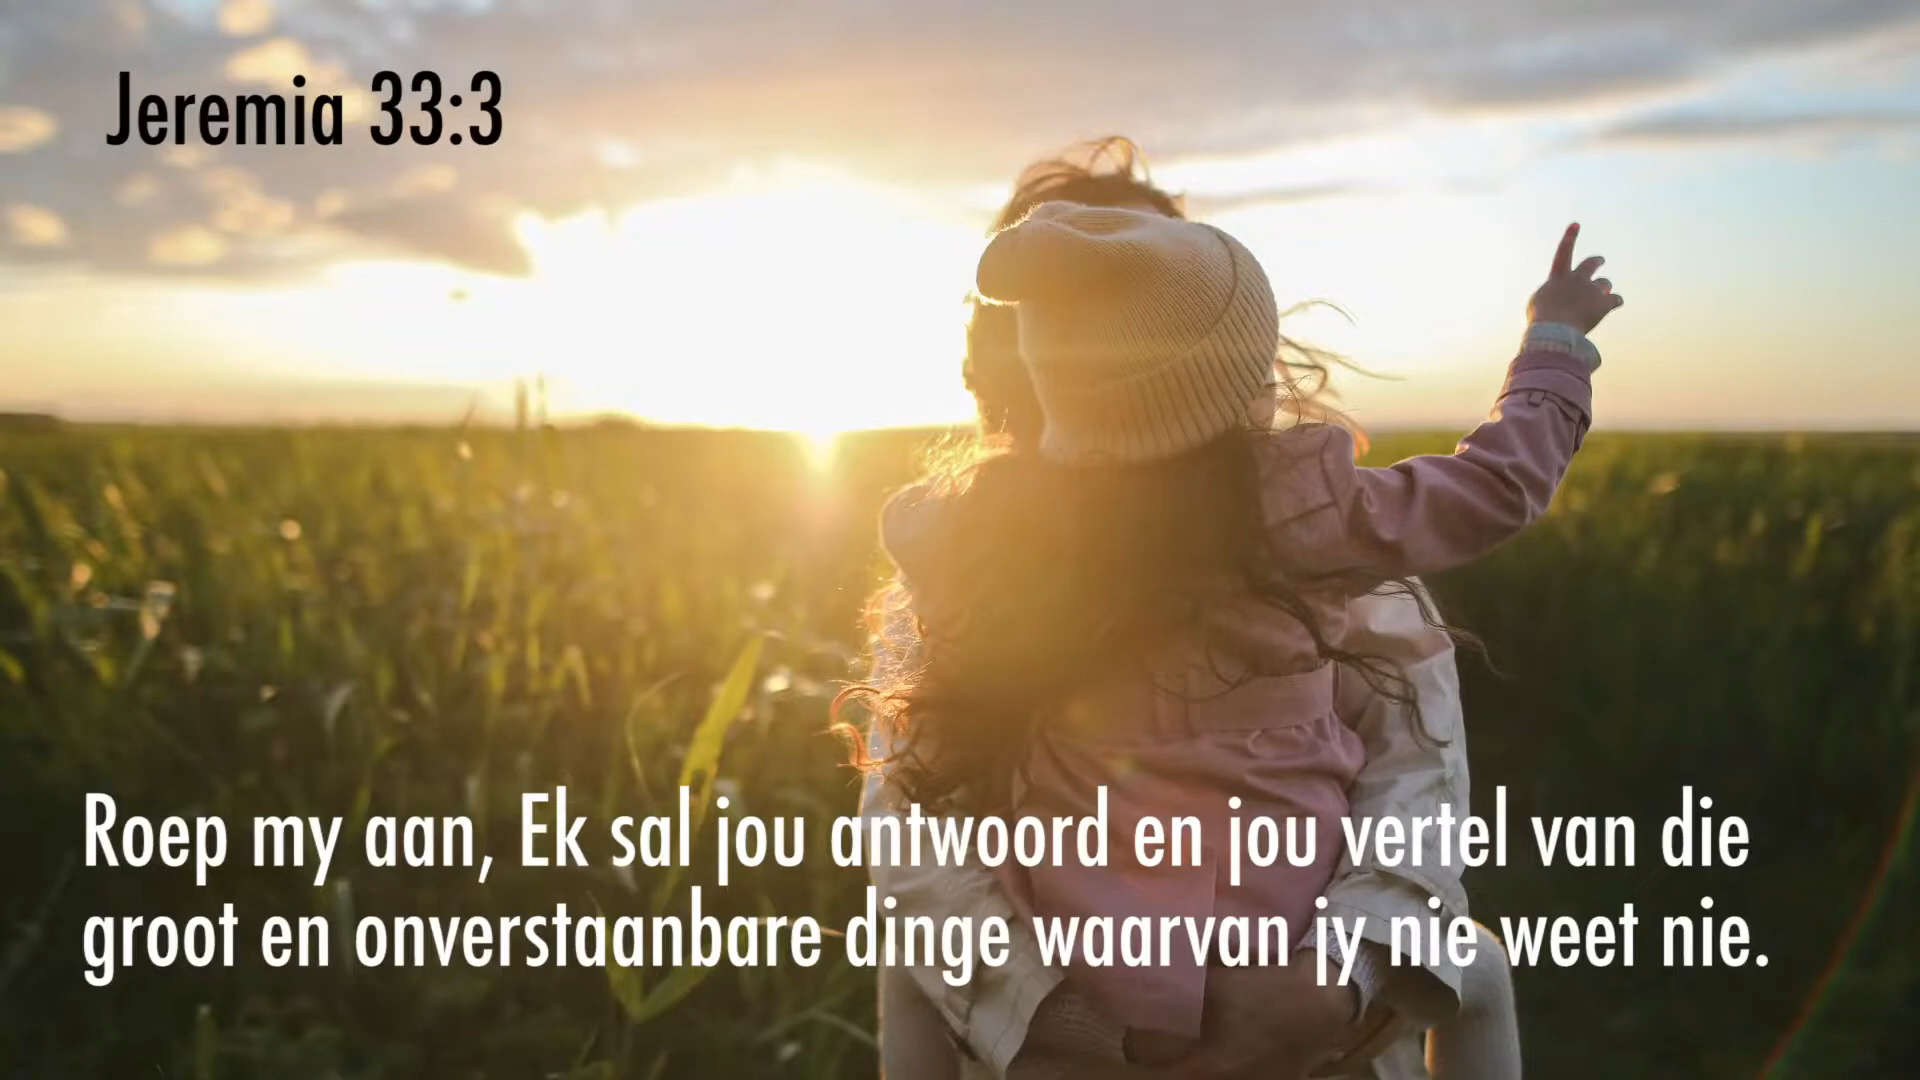 Jeremia 33:3
Roep my aan, Ek sal jou antwoord en jou vertel van die
groot en onverstaanbare dinge waarvan jy nie weet nie.